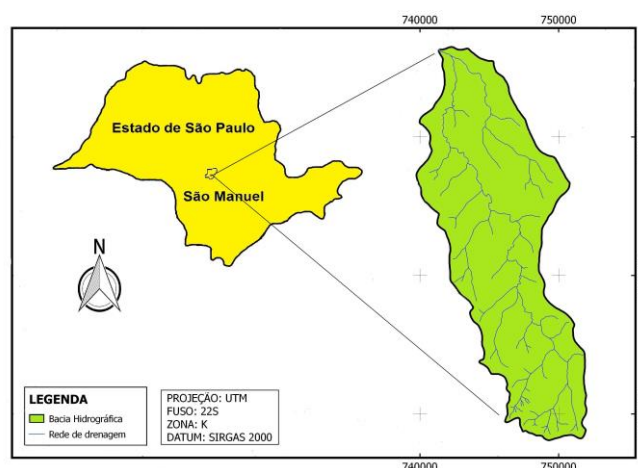 740000 750000
Estado de São Paulo
São Manuel
N
LEGENDA
Bacia Hidrográfica
Rede de drenagem
PROJEÇÃO: UTM
FUSO: 22S
ZONA: K
DATUM: SIRGAS 2000
740000 750000